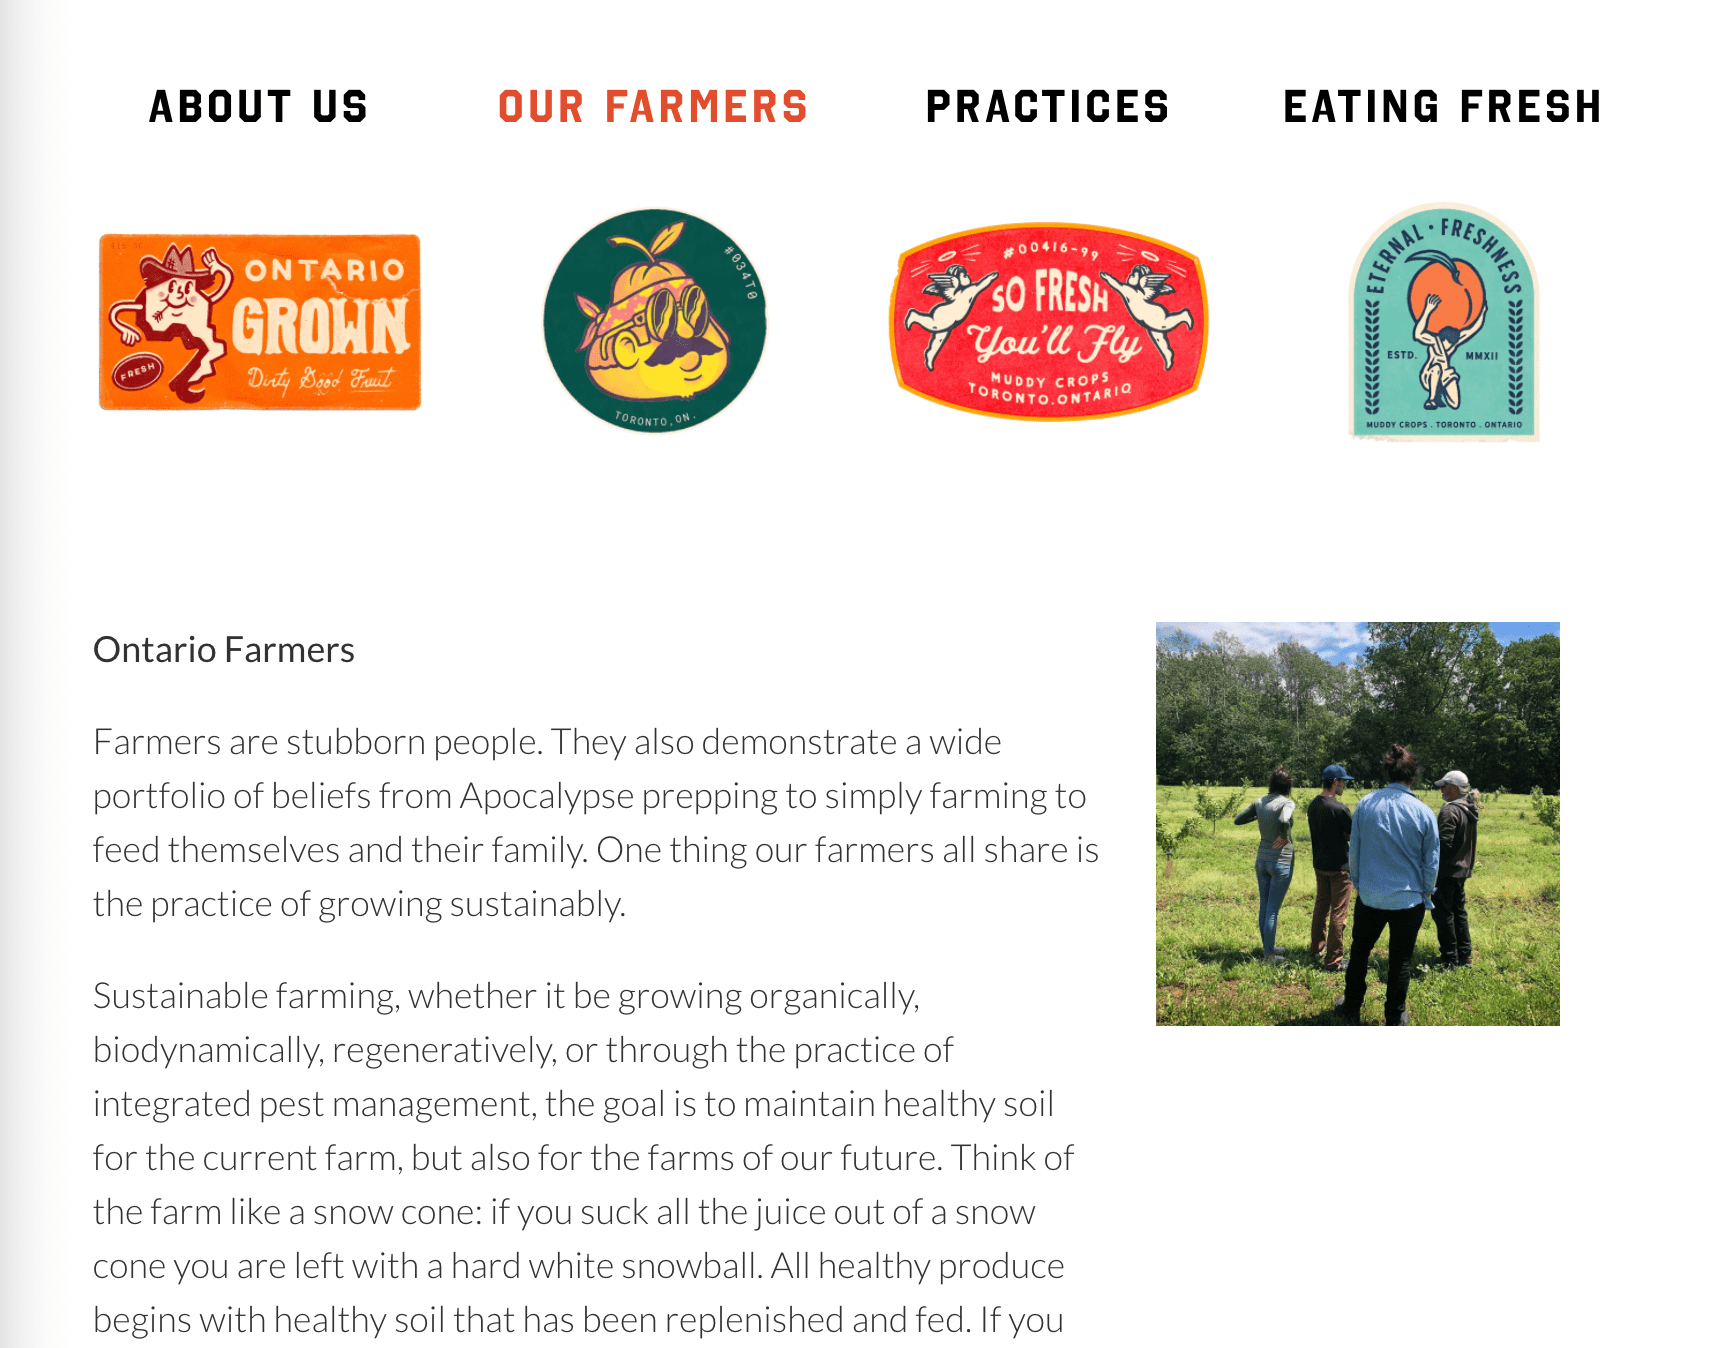 ABOUT US
OUR FARMERS
PRACTICES
EATING FRESH
ONTARIO
GROWN
Dirty Good Fruit
FRESH
#034T0
TORONTO, ON.
#00416-99
SO FRESH
You'll Fly
MUDDY CROPS
TORONTO.ONTARIO
ETERNAL · FRESHNESS
ESTD. MMXII
MUDDY CROPS . TORONTO . ONTARIO
Ontario Farmers
Farmers are stubborn people. They also demonstrate a wide
portfolio of beliefs from Apocalypse prepping to simply farming to
feed themselves and their family. One thing our farmers all share is
the practice of growing sustainably.
Sustainable farming, whether it be growing organically,
biodynamically, regeneratively, or through the practice of
integrated pest management, the goal is to maintain healthy soil
for the current farm, but also for the farms of our future. Think of
the farm like a snow cone: if you suck all the juice out of a snow
cone you are left with a hard white snowball. All healthy produce
begins with healthy soil that has been replenished and fed. If you